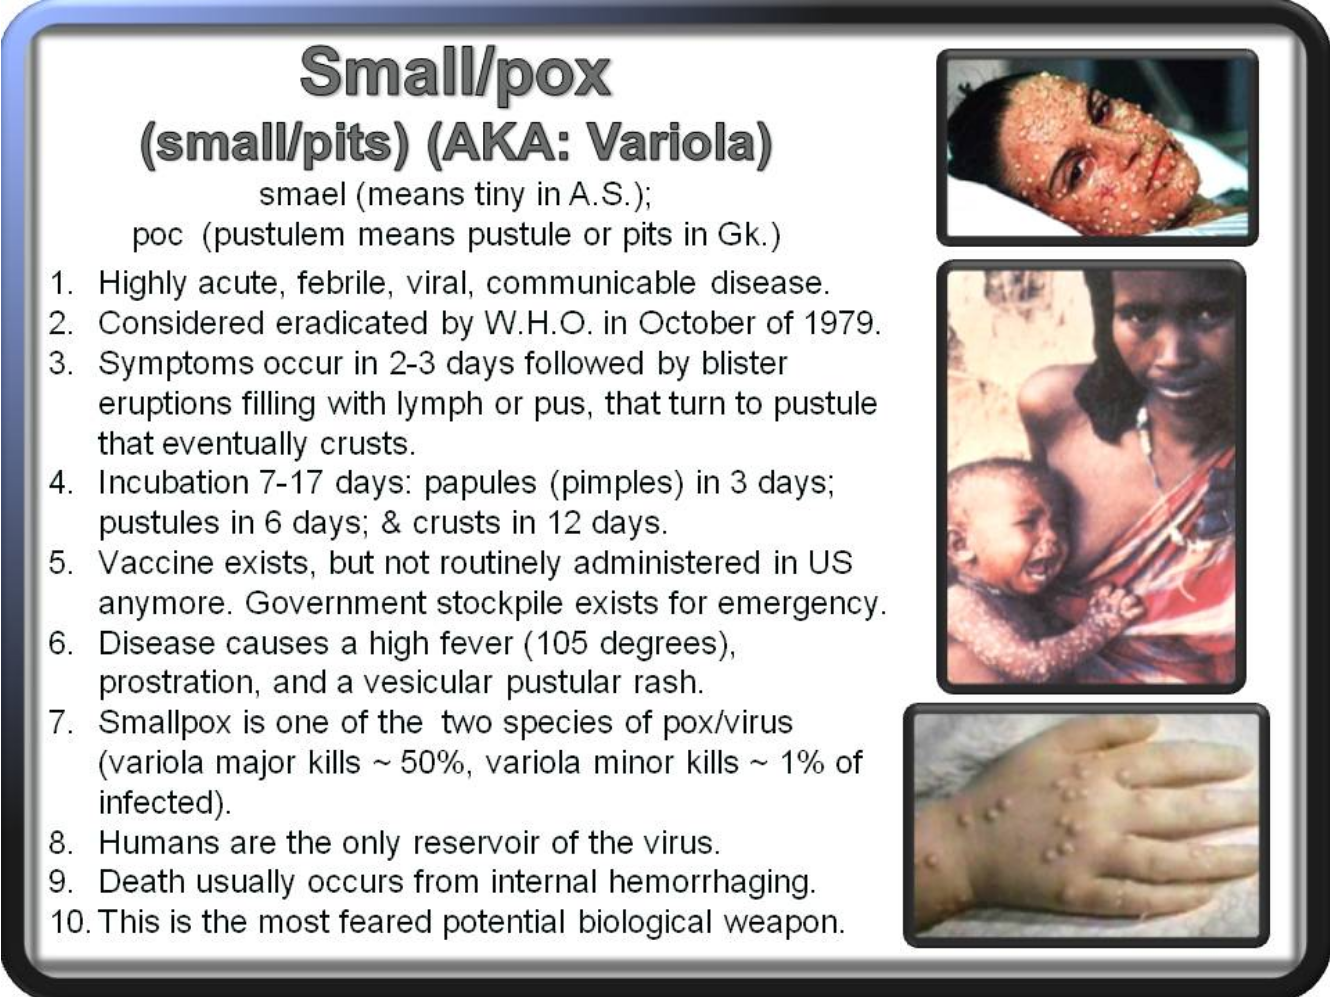 Small/pox
(small/pits) (AKA: Variola)
smael (means tiny in A.S.);
poc (pustulem means pustule or pits in Gk.)
1. Highly acute, febrile, viral, communicable disease.
2. Considered eradicated by W.H.O. in October of 1979.
3. Symptoms occur in 2-3 days followed by blister
eruptions filling with lymph or pus, that turn to pustule
that eventually crusts.
4. Incubation 7-17 days: papules (pimples) in 3 days;
pustules in 6 days; & crusts in 12 days.
5. Vaccine exists, but not routinely administered in US
anymore. Government stockpile exists for emergency.
6. Disease causes a high fever (105 degrees),
prostration, and a vesicular pustular rash.
7. Smallpox is one of the two species of pox/virus
(variola major kills ~ 50%, variola minor kills ~ 1% of
infected).
8. Humans are the only reservoir of the virus.
9. Death usually occurs from internal hemorrhaging.
10. This is the most feared potential biological weapon.